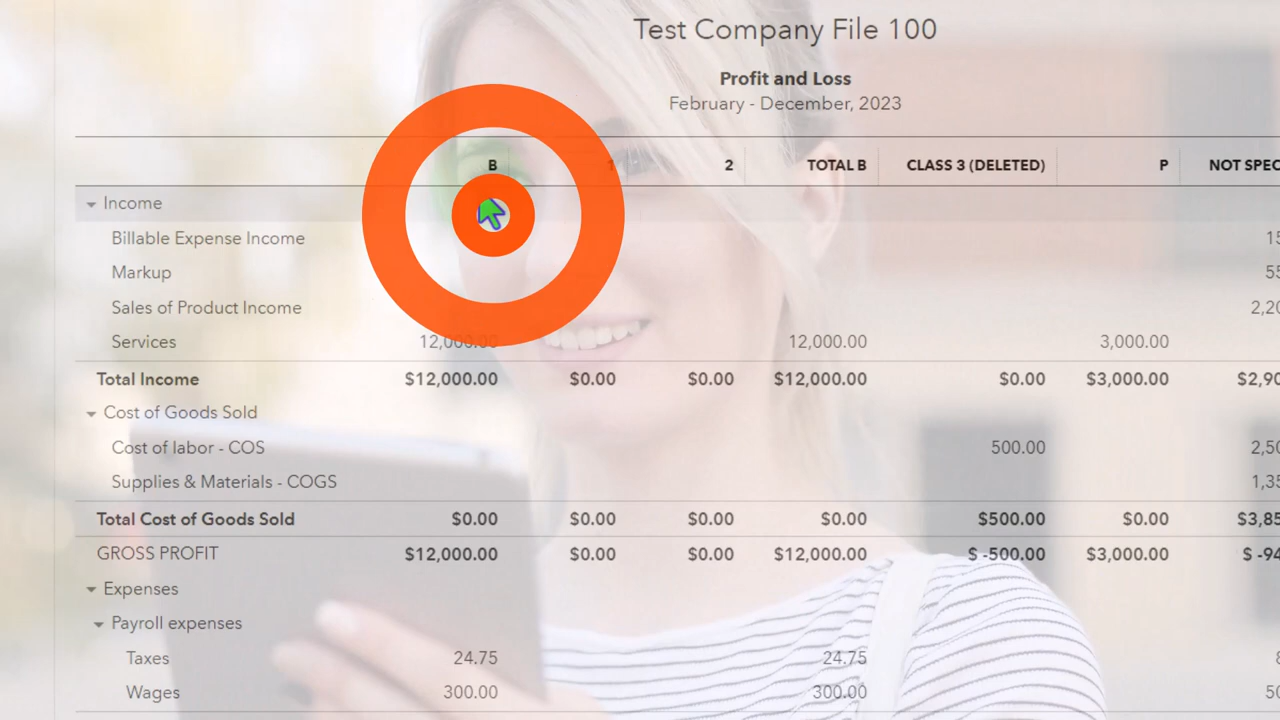 Test Company File 100
Profit and Loss
February - December, 2023
B 1 2 TOTAL B CLASS 3 (DELETED) P NOT
Income
Billable Expense Income
Markup
Sales of Product Income
Services 12,000.00 12,000.00 3,000.00
Total Income $12,000.00 $0.00 $0.00 $12,000.00 $0.00 $3,000.00
Cost of Goods Sold
Cost of labor - COS 500.00
Supplies & Materials - COGS
Total Cost of Goods Sold $0.00 $0.00 $0.00 $0.00 $500.00 $0.00
GROSS PROFIT $12,000.00 $0.00 $0.00 $12,000.00 $ -500.00 $3,000.00
Expenses
Payroll expenses
Taxes 24.75 24.75
Wages 300.00 300.00